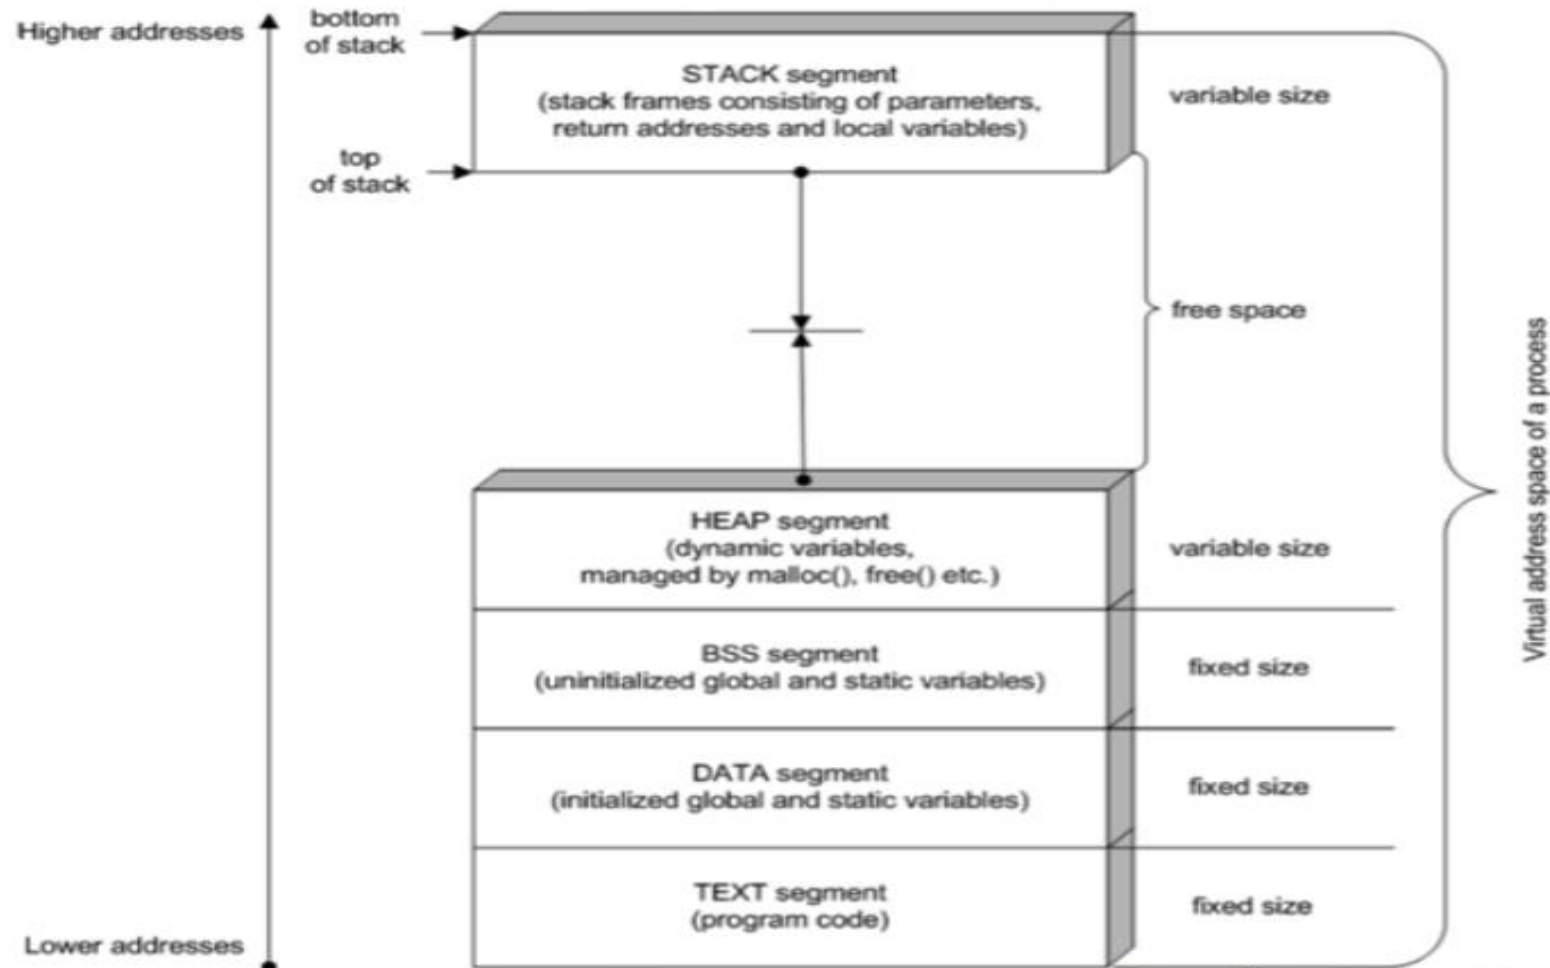 Higher addresses
bottom
of stack
STACK segment
(stack frames consisting of parameters,
return addresses and local variables)
variable size
top
of stack
free space
Virtual address space of a process
HEAP segment
(dynamic variables,
managed by malloc(), free() etc.)
variable size
BSS segment
(uninitialized global and static variables)
fixed size
DATA segment
(initialized global and static variables)
fixed size
TEXT segment
(program code)
fixed size
Lower addresses